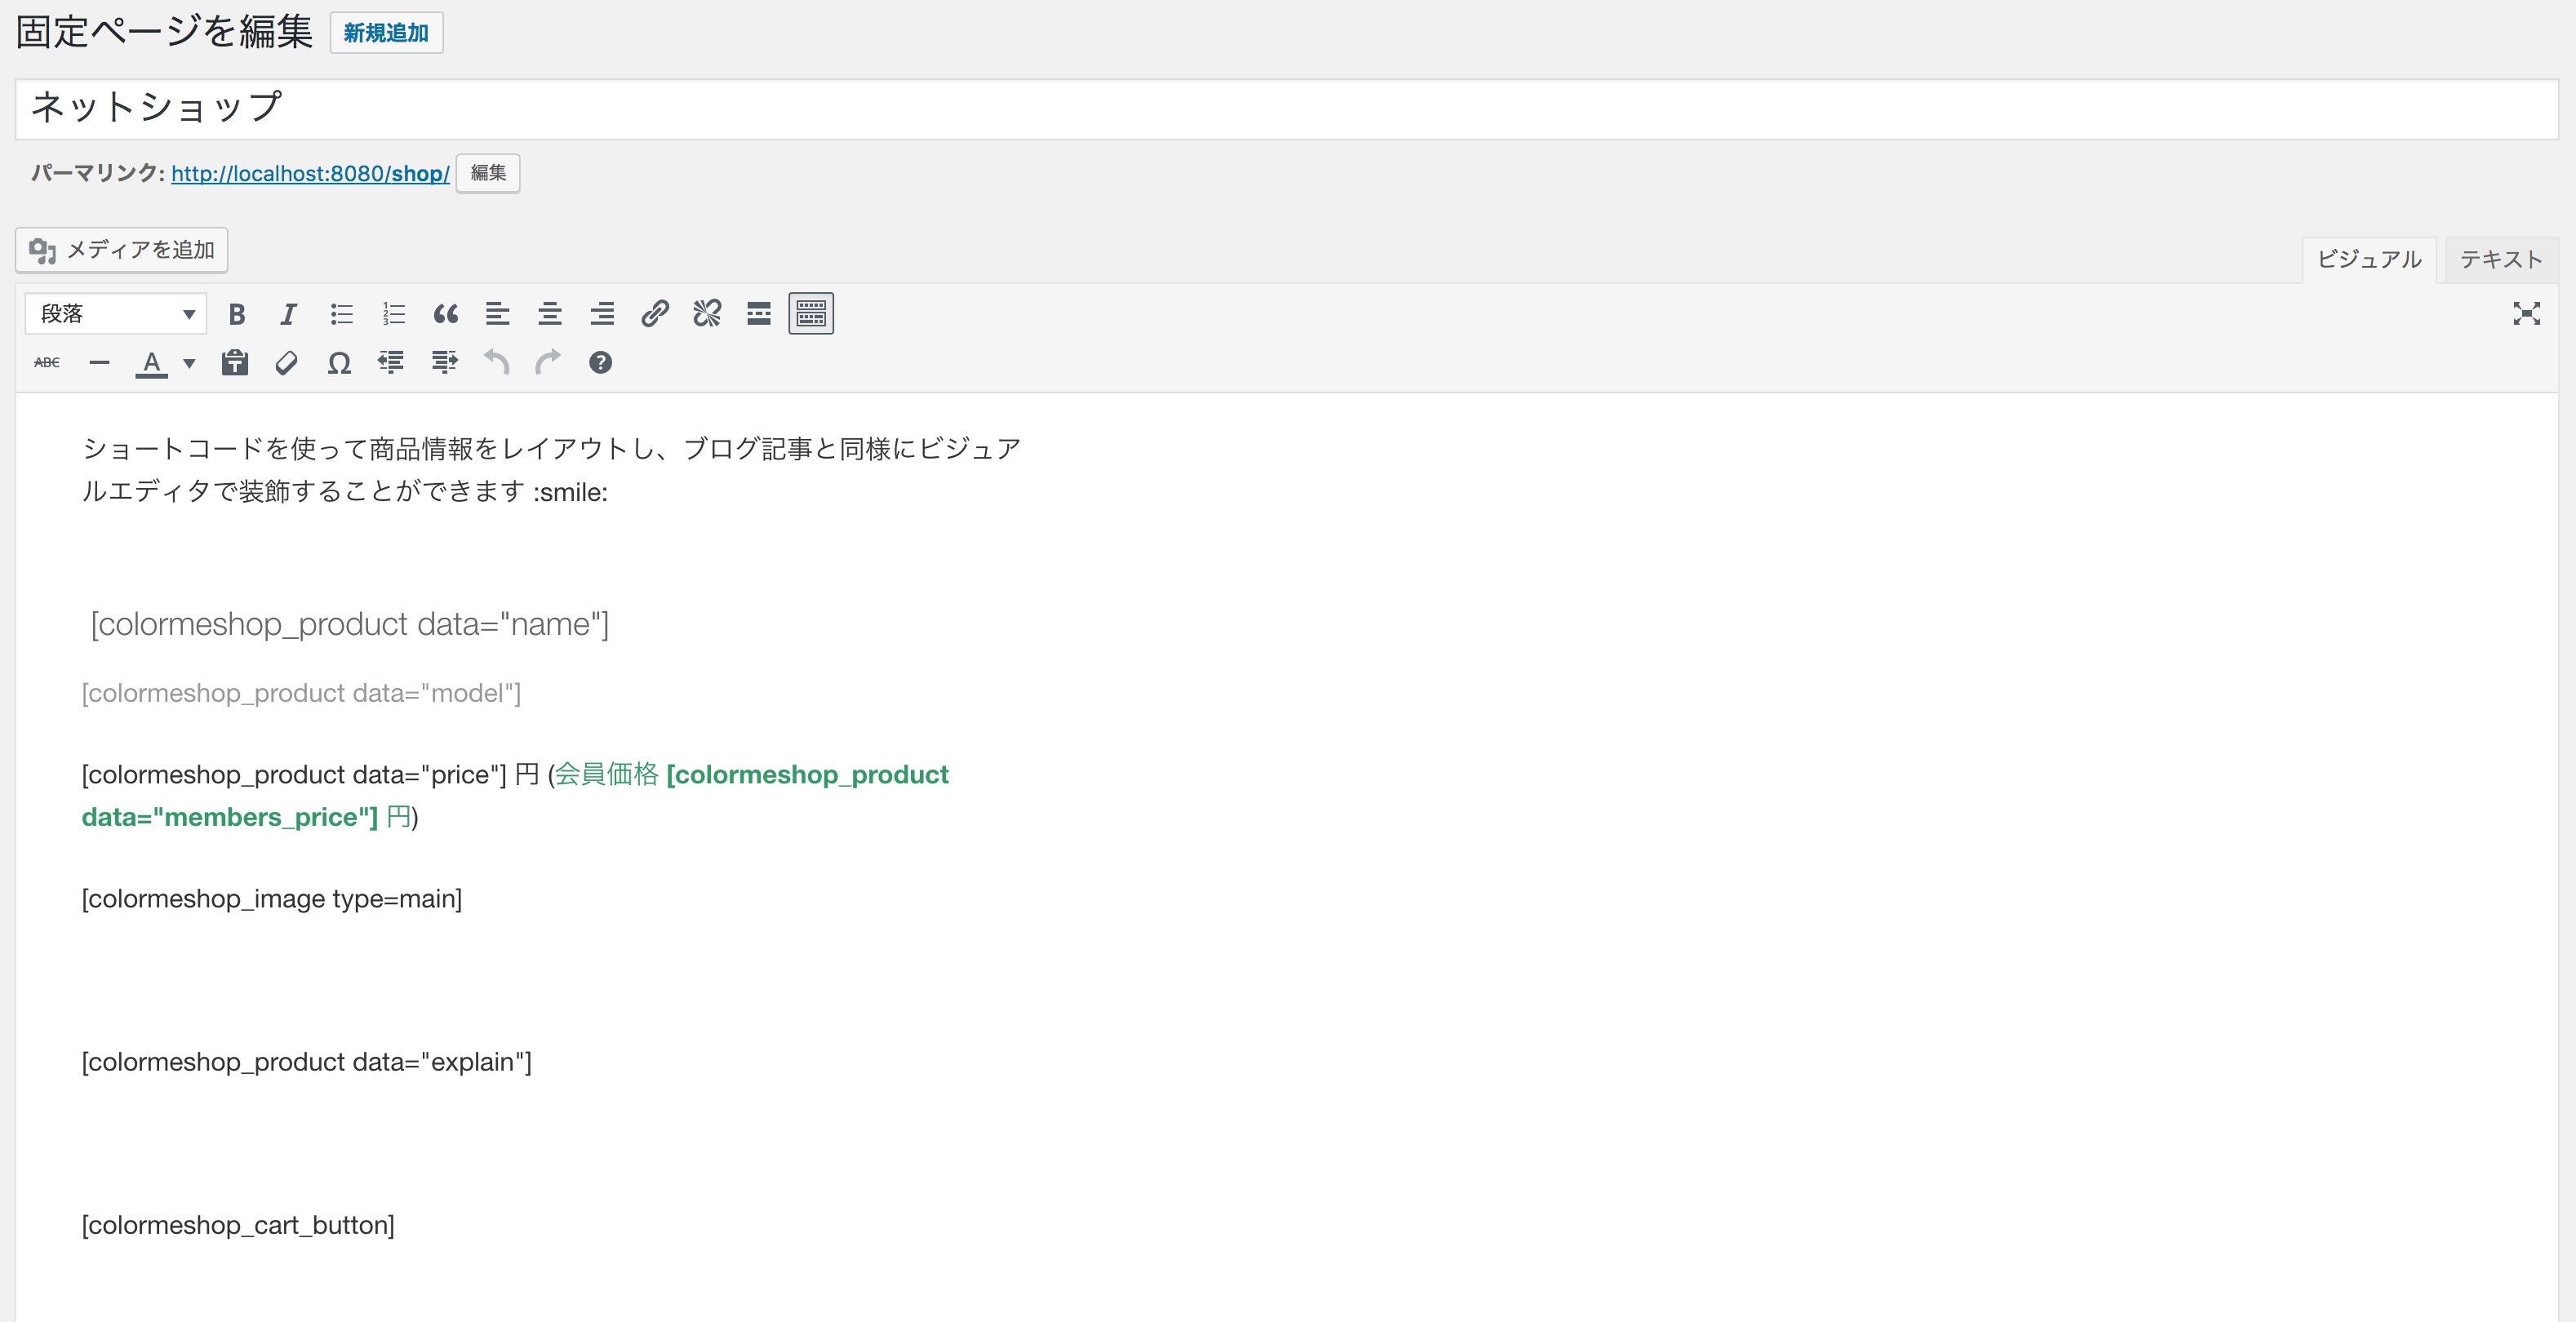 固定ページを編集 新規追加
ネットショップ
パーマリンク: http://localhost:8080/shop/ 編集
メディアを追加 ビジュアル テキスト
段落 B I
ABC A
ショートコードを使って商品情報をレイアウトし、ブログ記事と同様にビジュア
ルエディタで装飾することができます :smile:
[colormeshop_product data="name"]
[colormeshop_product data="model"]
[colormeshop_product data="price"] 円 (会員価格 [colormeshop_product
data="members_price"] 円)
[colormeshop_image type=main]
[colormeshop_product data="explain"]
[colormeshop_cart_button]